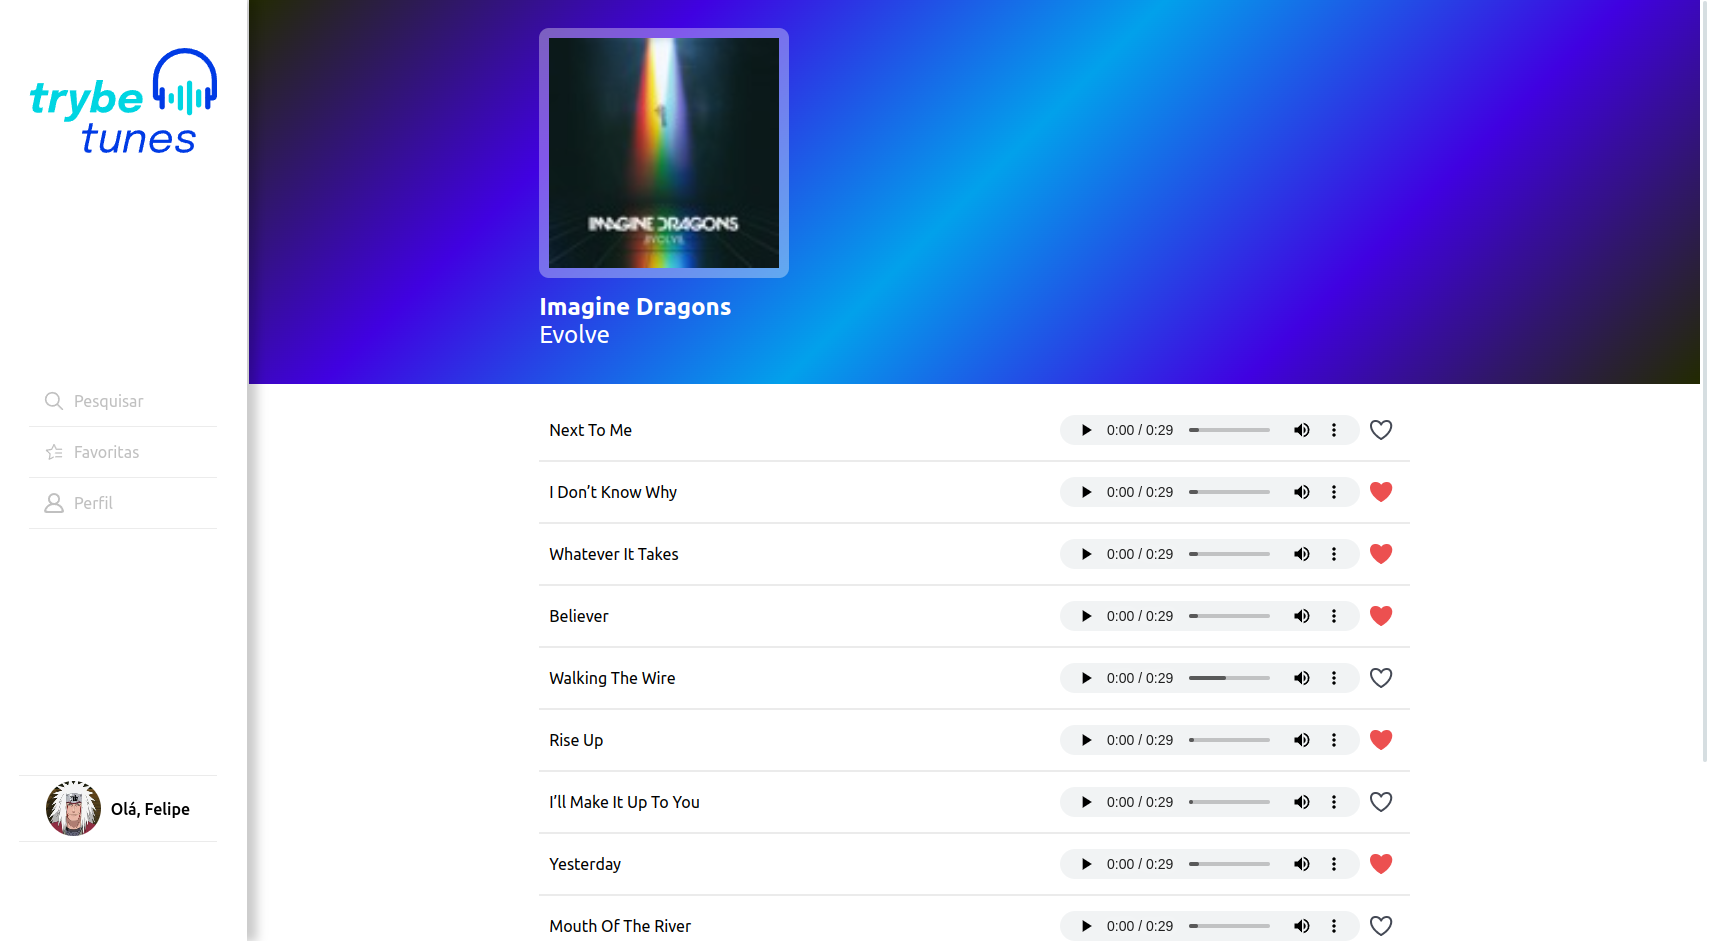 trybe
tunes
Pesquisar
Favoritas
Perfil
Olá, Felipe
IMAGINE DRAGONS
EVOLVE
Imagine Dragons
Evolve
Next To Me
0:00 / 0:29
I Don’t Know Why
0:00 / 0:29
Whatever It Takes
0:00 / 0:29
Believer
0:00 / 0:29
Walking The Wire
0:00 / 0:29
Rise Up
0:00 / 0:29
I’ll Make It Up To You
0:00 / 0:29
Yesterday
0:00 / 0:29
Mouth Of The River
0:00 / 0:29